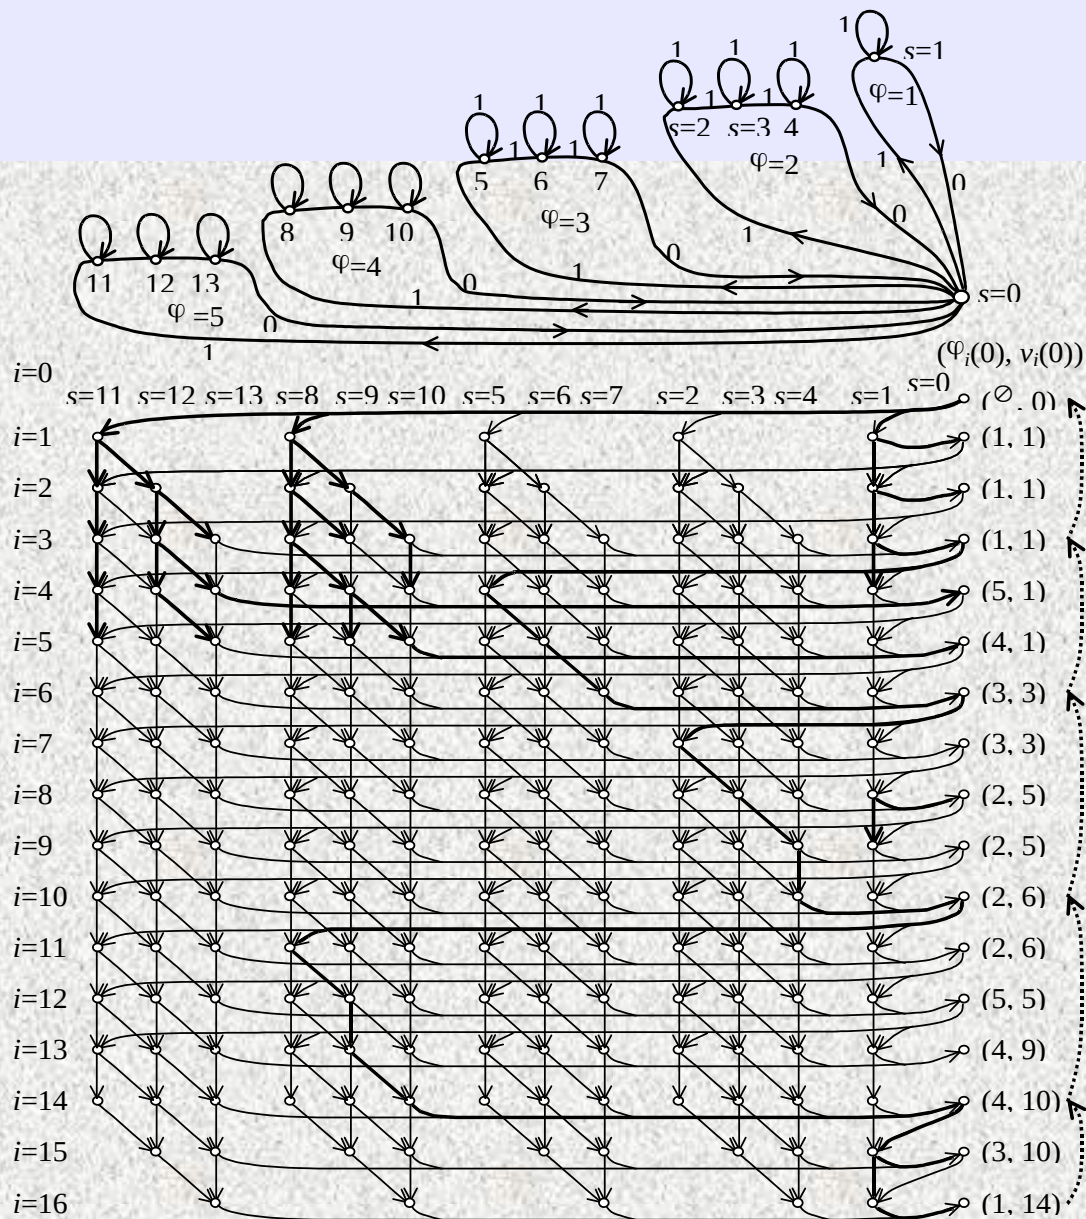 1 s=1
1 1 1
φ=1
1 1 1 1 1
s=2 s=3 4
φ=2
1 1 1
5 6 7
φ=3
0
0
1
8 9 10
φ=4
0
1
11 12 13
φ =5
0
1
0
1
s=0
1
(φi(0), vi(0))
i=0
s=11 s=12 s=13 s=8 s=9 s=10 s=5 s=6 s=7 s=2 s=3 s=4 s=1 s=0
(∅, 0)
i=1 (1, 1)
i=2 (1, 1)
i=3 (1, 1)
i=4 (5, 1)
i=5 (4, 1)
i=6 (3, 3)
i=7 (3, 3)
i=8 (2, 5)
i=9 (2, 5)
i=10 (2, 6)
i=11 (2, 6)
i=12 (5, 5)
i=13 (4, 9)
i=14 (4, 10)
i=15 (3, 10)
i=16 (1, 14)